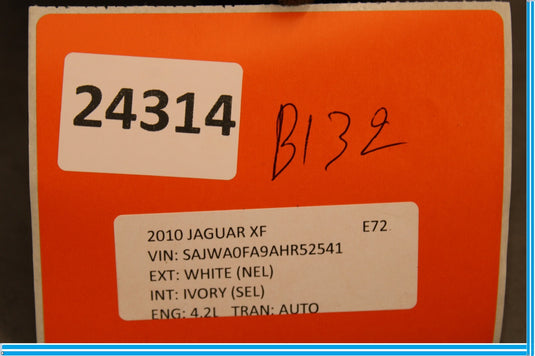 24314
B132
2010 JAGUAR XF E72
VIN: SAJWA0FA9AHR52541
EXT: WHITE (NEL)
INT: IVORY (SEL)
ENG: 4.2L TRAN: AUTO